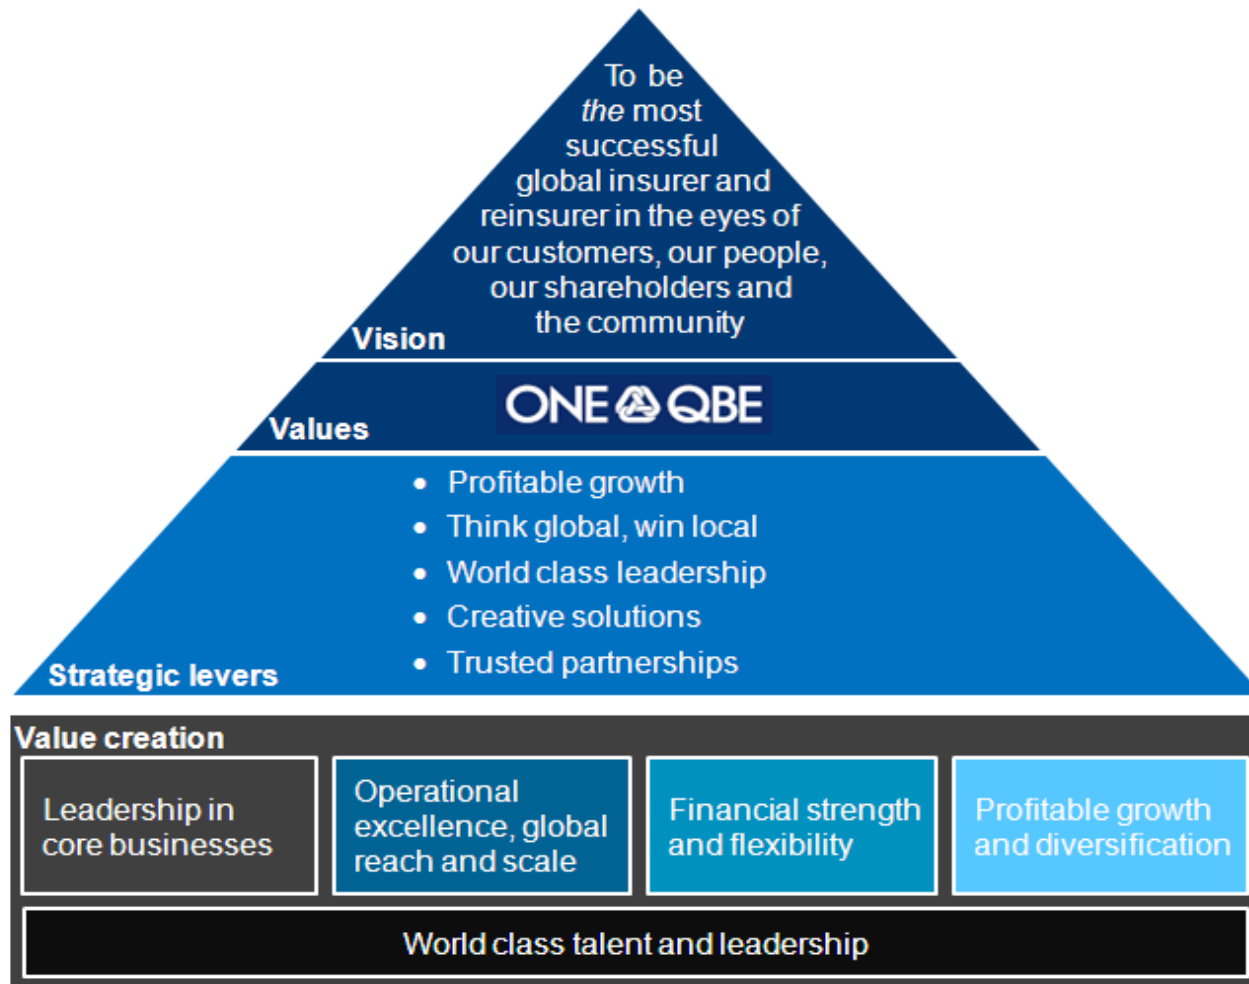 To be
the most
successful
global insurer and
reinsurer in the eyes of
our customers, our people,
our shareholders and
the community
Vision
ONE QBE
Values
• Profitable growth
• Think global, win local
• World class leadership
• Creative solutions
• Trusted partnerships
Strategic levers
Value creation
Leadership in
core businesses
Operational
excellence, global
reach and scale
Financial strength
and flexibility
Profitable growth
and diversification
World class talent and leadership